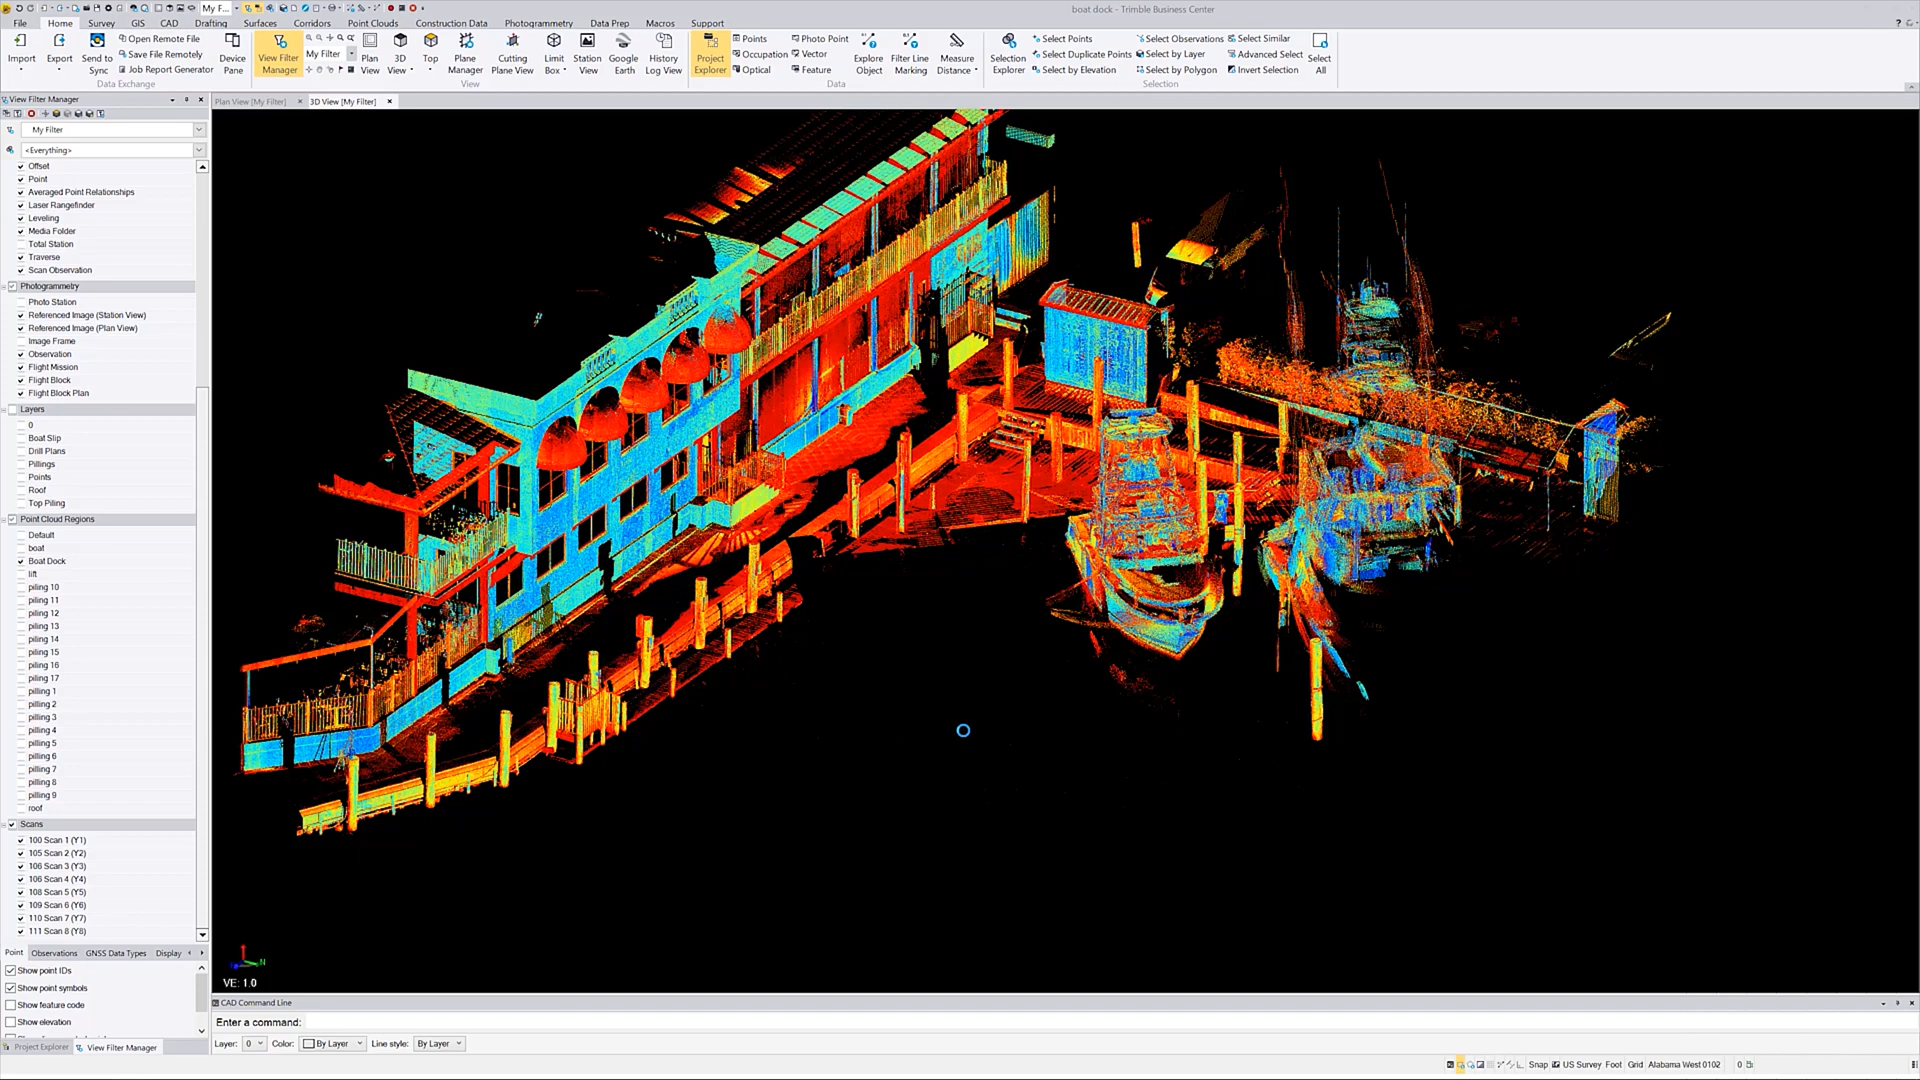 My F...
boat dock - Trimble Business Center
File Home Survey GIS CAD Drafting Surfaces Corridors Point Clouds Construction Data Photogrammetry Data Prep Macros Support
Import
Export
Send to Sync
Open Remote File
Save File Remotely
Job Report Generator
Device Pane
Data Exchange
View Filter Manager
My Filter
Plan View
3D View
Top
Plane Manager
Cutting Plane View
Limit Box
Station View
Google Earth
History Log View
View
Project Explorer
Points
Occupation
Optical
Photo Point
Vector
Feature
Explore Object
Filter Line Marking
Measure Distance
Data
Selection Explorer
Select Points
Select Duplicate Points
Select by Elevation
Select Observations
Select by Layer
Select by Polygon
Select Similar
Advanced Select
Invert Selection
Select All
Selection
View Filter Manager
Plan View [My Filter]
3D View [My Filter]
My Filter
<Everything>
Offset
Point
Averaged Point Relationships
Laser Rangefinder
Leveling
Media Folder
Total Station
Traverse
Scan Observation
Photogrammetry
Photo Station
Referenced Image (Station View)
Referenced Image (Plan View)
Image Frame
Observation
Flight Mission
Flight Block
Flight Block Plan
Layers
0
Boat Slip
Drill Plans
Pillings
Points
Roof
Top Piling
Point Cloud Regions
Default
boat
Boat Dock
lift
piling 10
piling 11
piling 12
piling 13
piling 14
piling 15
piling 16
piling 17
pilling 1
pilling 2
pilling 3
pilling 4
pilling 5
pilling 6
pilling 7
pilling 8
pilling 9
roof
Scans
100 Scan 1 (Y1)
105 Scan 2 (Y2)
106 Scan 3 (Y3)
106 Scan 4 (Y4)
108 Scan 5 (Y5)
109 Scan 6 (Y6)
110 Scan 7 (Y7)
111 Scan 8 (Y8)
Point Observations GNSS Data Types Display
Show point IDs
Show point symbols
Show feature code
Show elevation
Project Explorer View Filter Manager
N
VE: 1.0
CAD Command Line
Enter a command:
Layer: 0 Color: By Layer Line style: By Layer
Snap US Survey Foot Grid Alabama West 0102 0